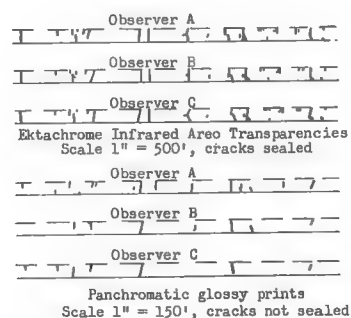 Observer A
Observer B
Observer C
Ektachrome Infrared Areo Transparencies
Scale 1" = 500', cracks sealed
Observer A
Observer B
Observer C
Panchromatic glossy prints
Scale 1" = 150', cracks not sealed